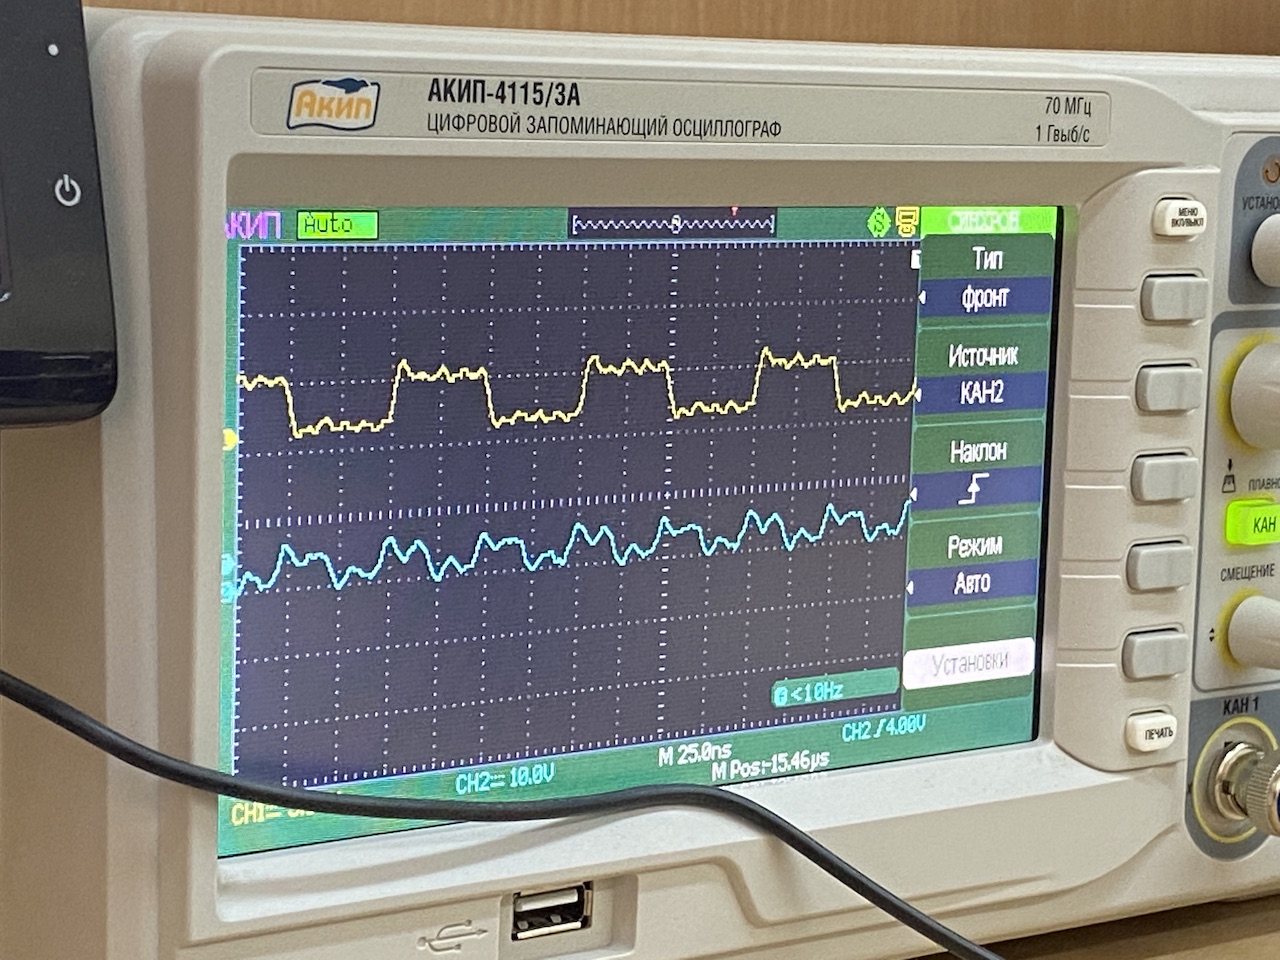 Акип
АКИП-4115/3А
ЦИФРОВОЙ ЗАПОМИНАЮЩИЙ ОСЦИЛЛОГРАФ
70 МГц
1 Гвыб/с
МЕНЮ
ВКЛ/ВЫКЛ
АКИП
Auto
СИНХРОН
Тип
фронт
Источник
КАН2
Наклон
Режим
Авто
Установки
<10Hz
CH2 4.00V
M 25.0ns
M Pos:-15.46µs
CH2 10.0V
CH1
КАН
СМЕЩЕНИЕ
КАН 1
ПЕЧАТЬ